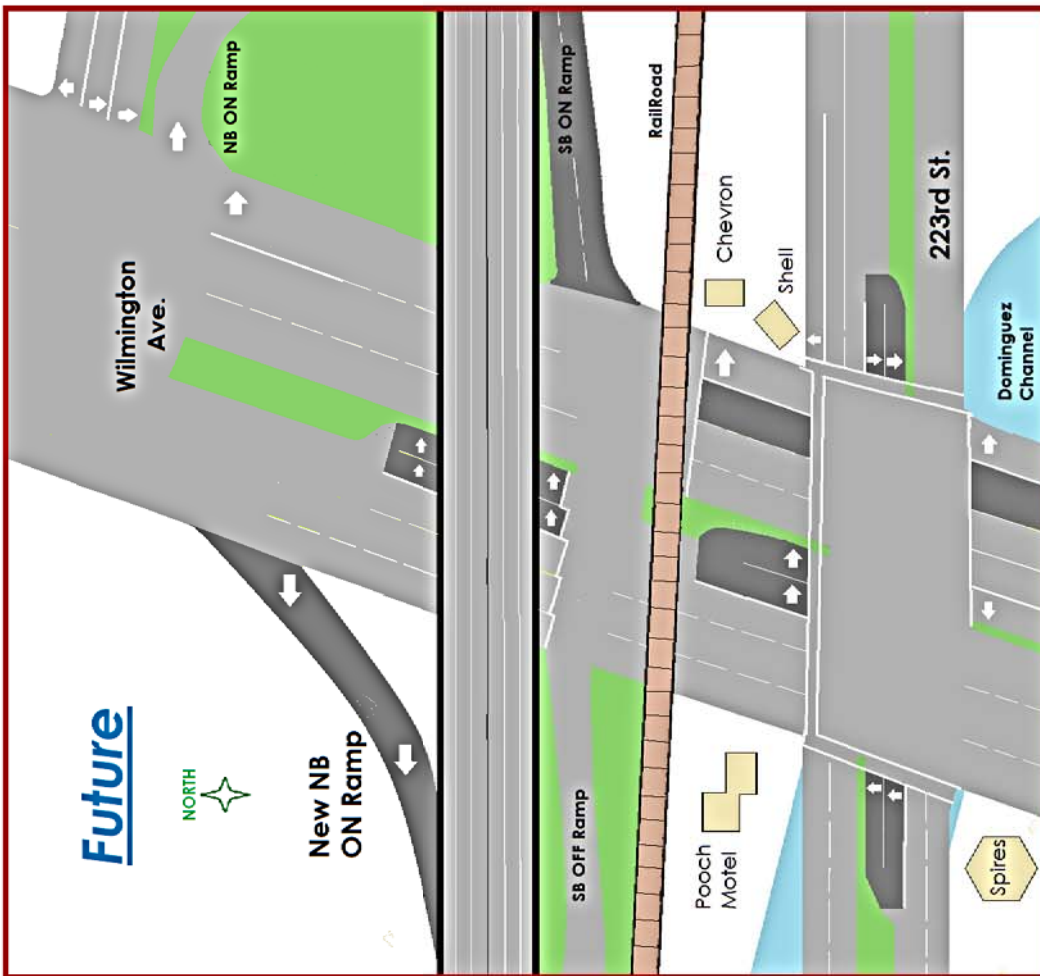 NB ON Ramp
SB ON Ramp
RailRoad
Chevron
Shell
223rd St.
Wilmington
Ave.
Dominguez
Channel
Future
NORTH
New NB
ON Ramp
SB OFF Ramp
Pooch
Motel
Spires